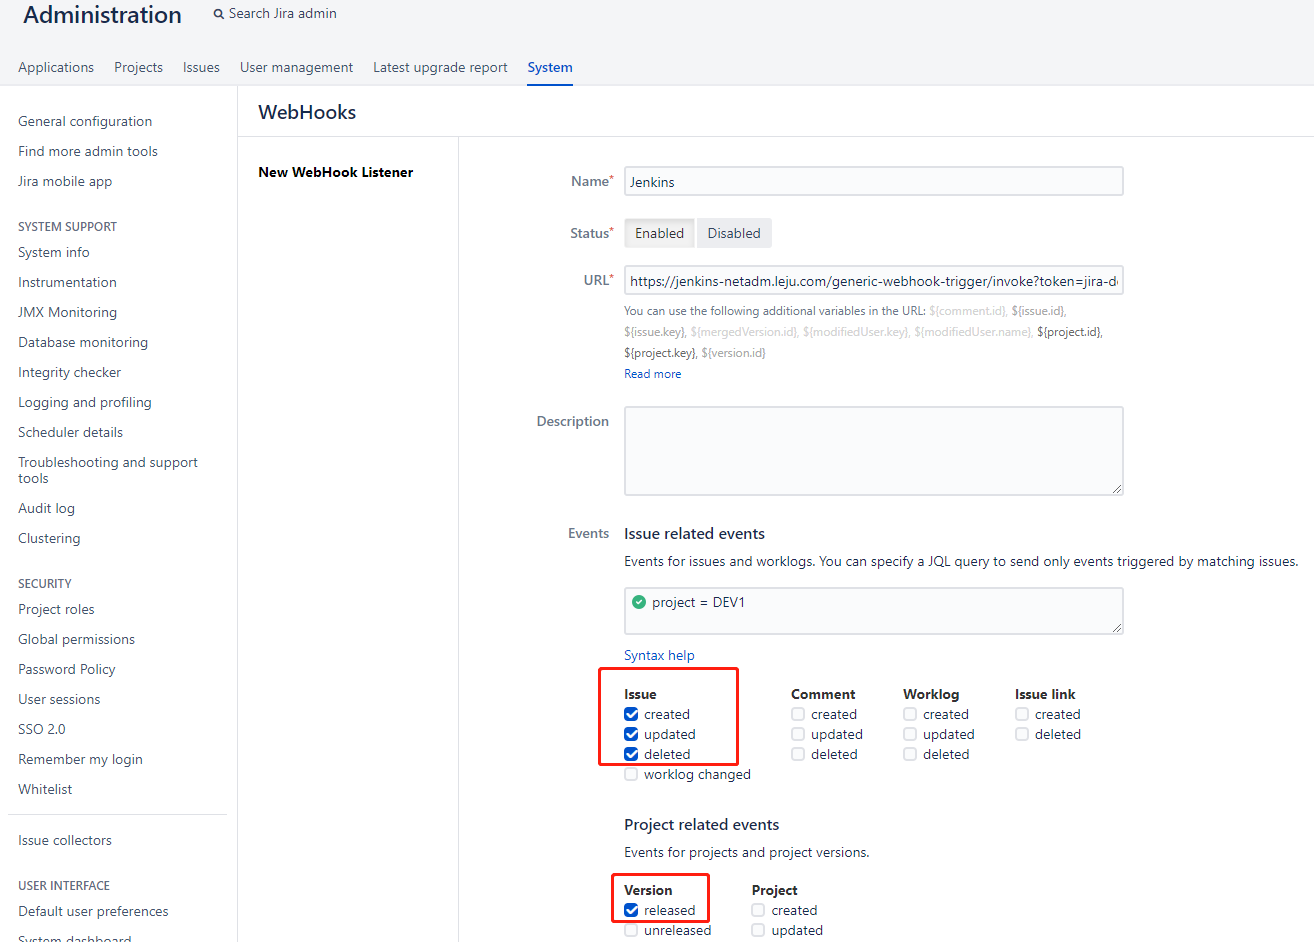 Administration
Search Jira admin
Applications Projects Issues User management Latest upgrade report System
General configuration
Find more admin tools
Jira mobile app
SYSTEM SUPPORT
System info
Instrumentation
JMX Monitoring
Database monitoring
Integrity checker
Logging and profiling
Scheduler details
Troubleshooting and support
tools
Audit log
Clustering
SECURITY
Project roles
Global permissions
Password Policy
User sessions
SSO 2.0
Remember my login
Whitelist
Issue collectors
USER INTERFACE
Default user preferences
System dashboard
WebHooks
New WebHook Listener
Name*
Jenkins
Status*
Enabled Disabled
URL*
https://jenkins-netadm.leju.com/generic-webhook-trigger/invoke?token=jira-d
You can use the following additional variables in the URL: ${comment.id}, ${issue.id},
${issue.key}, ${mergedVersion.id}, ${modifiedUser.key}, ${modifiedUser.name}, ${project.id},
${project.key}, ${version.id}
Read more
Description
Events
Issue related events
Events for issues and worklogs. You can specify a JQL query to send only events triggered by matching issues.
project = DEV1
Syntax help
Issue
created
updated
deleted
worklog changed
Comment
created
updated
deleted
Worklog
created
updated
deleted
Issue link
created
deleted
Project related events
Events for projects and project versions.
Version
released
unreleased
Project
created
updated